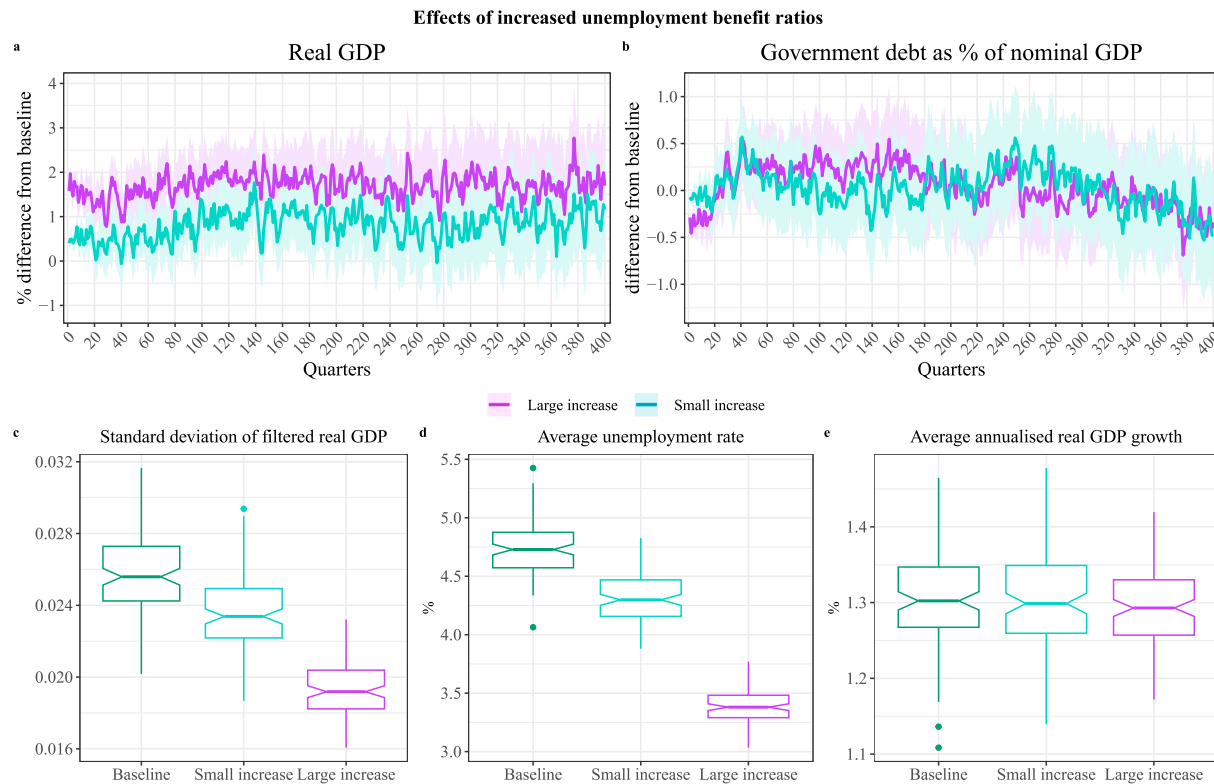 Effects of increased unemployment benefit ratios
a
Real GDP
% difference from baseline
4
3
2
1
0
−1
0 20 40 60 80 100 120 140 160 180 200 220 240 260 280 300 320 340 360 380 400
Quarters
b
Government debt as % of nominal GDP
difference from baseline
1.0
0.5
0.0
−0.5
−1.0
0 20 40 60 80 100 120 140 160 180 200 220 240 260 280 300 320 340 360 380 400
Quarters
Large increase Small increase
c
Standard deviation of filtered real GDP
0.032
0.028
0.024
0.020
0.016
Baseline Small increase Large increase
d
Average unemployment rate
%
5.5
5.0
4.5
4.0
3.5
3.0
Baseline Small increase Large increase
e
Average annualised real GDP growth
%
1.4
1.3
1.2
1.1
Baseline Small increase Large increase